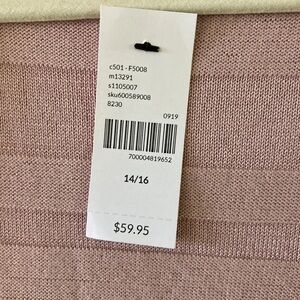 c501 - F5008
m13291
s1105007
sku600589008
8230
0919
700004819652
14/16
$59.95